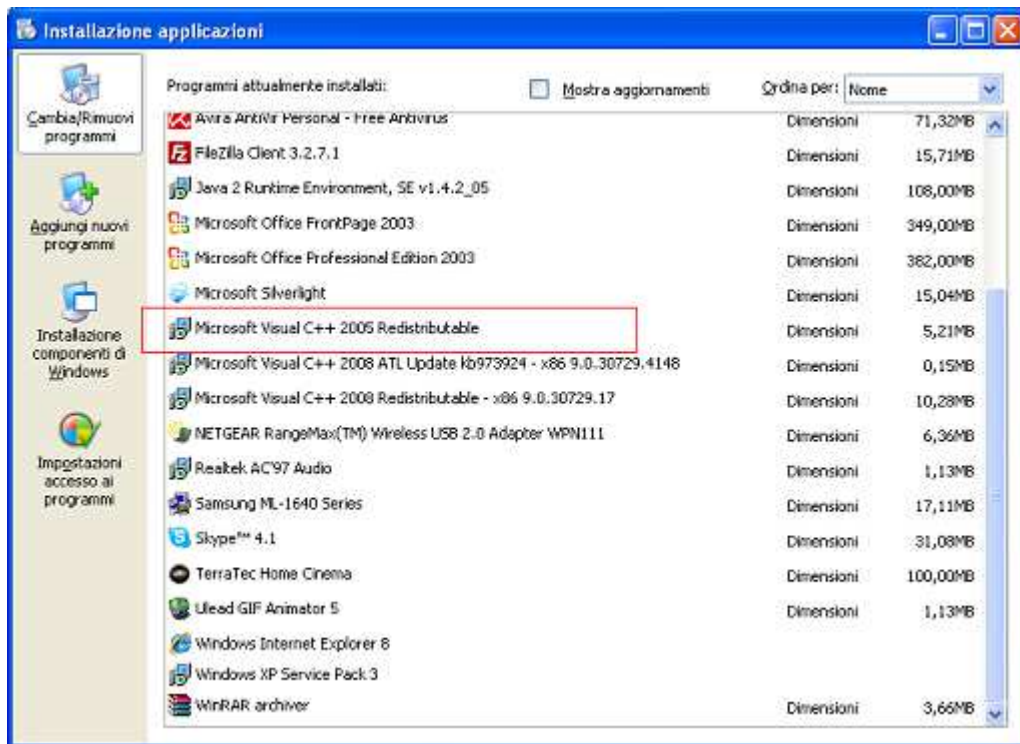 Installazione applicazioni
Cambia/Rimuovi
programmi
Aggiungi nuovi
programmi
Installazione
componenti di
Windows
Impostazioni
accesso ai
programmi
Programmi attualmente installati:
Mostra aggiornamenti
Ordina per: Nome
Avira AntiVir Personal - Free Antivirus Dimensioni 71,32MB
FileZilla Client 3.2.7.1 Dimensioni 15,71MB
Java 2 Runtime Environment, SE v1.4.2_05 Dimensioni 108,00MB
Microsoft Office FrontPage 2003 Dimensioni 349,00MB
Microsoft Office Professional Edition 2003 Dimensioni 382,00MB
Microsoft Silverlight Dimensioni 15,04MB
Microsoft Visual C++ 2005 Redistributable Dimensioni 5,21MB
Microsoft Visual C++ 2008 ATL Update kb973924 - x86 9.0.30729.4148 Dimensioni 0,15MB
Microsoft Visual C++ 2008 Redistributable - x86 9.0.30729.17 Dimensioni 10,28MB
NETGEAR RangeMax(TM) Wireless USB 2.0 Adapter WPN111 Dimensioni 6,36MB
Realtek AC'97 Audio Dimensioni 1,13MB
Samsung ML-1640 Series Dimensioni 17,11MB
Skype™ 4.1 Dimensioni 31,08MB
TerraTec Home Cinema Dimensioni 100,00MB
Ulead GIF Animator 5 Dimensioni 1,13MB
Windows Internet Explorer 8
Windows XP Service Pack 3
WinRAR archiver Dimensioni 3,66MB